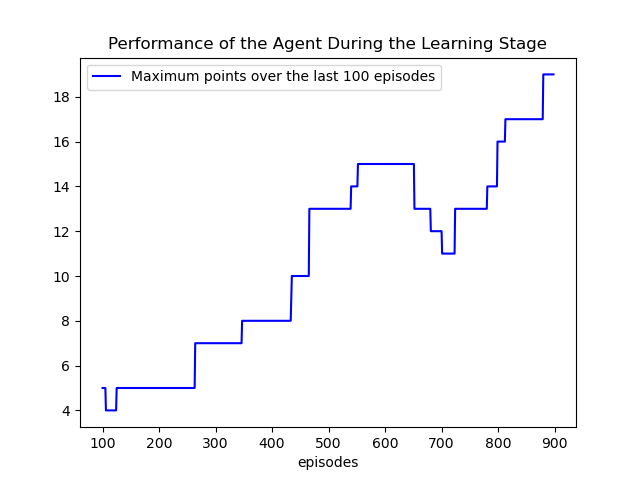 Performance of the Agent During the Learning Stage
Maximum points over the last 100 episodes
18
16
14
12
10
8
6
4
100 200 300 400 500 600 700 800 900
episodes